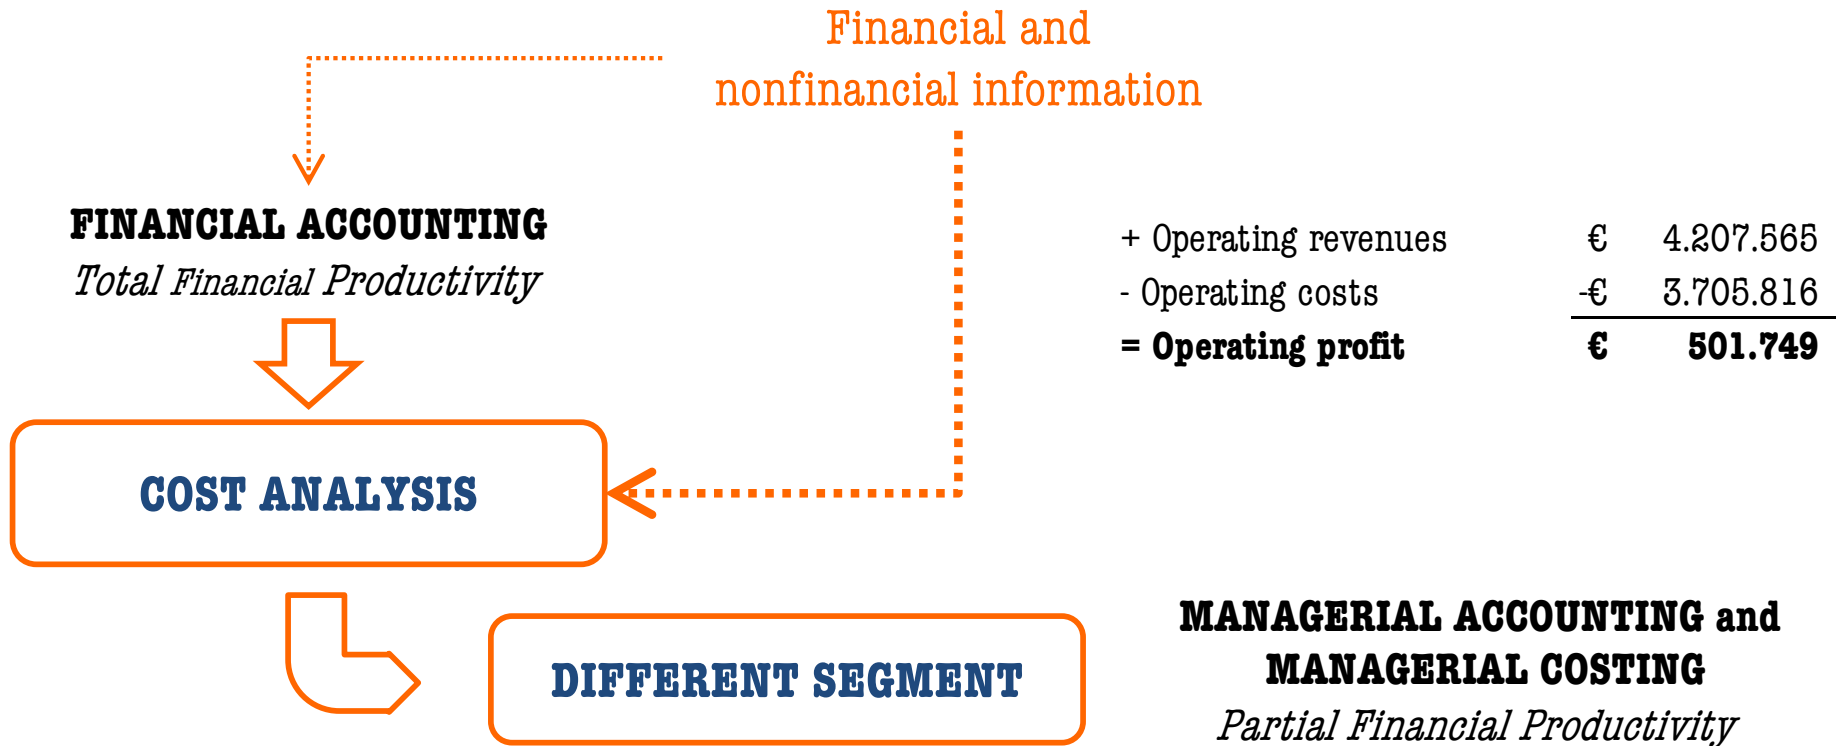 Financial and
nonfinancial information
FINANCIAL ACCOUNTING
Total Financial Productivity
+ Operating revenues € 4.207.565
- Operating costs -€ 3.705.816
= Operating profit € 501.749
COST ANALYSIS
DIFFERENT SEGMENT
MANAGERIAL ACCOUNTING and
MANAGERIAL COSTING
Partial Financial Productivity